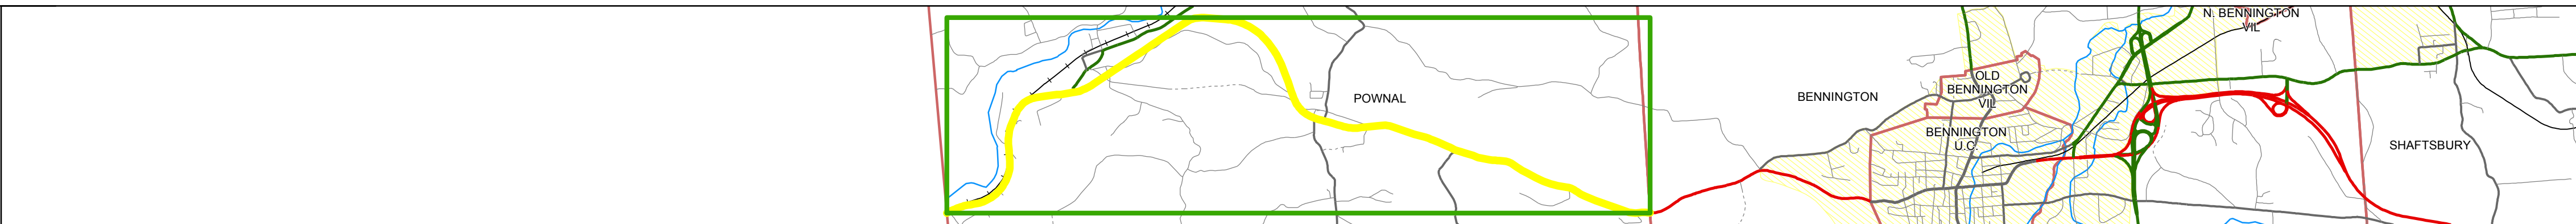 POWNAL
BENNINGTON
OLD
BENNINGTON
VIL
BENNINGTON
U.C.
N. BENNINGTON
VIL
SHAFTSBURY